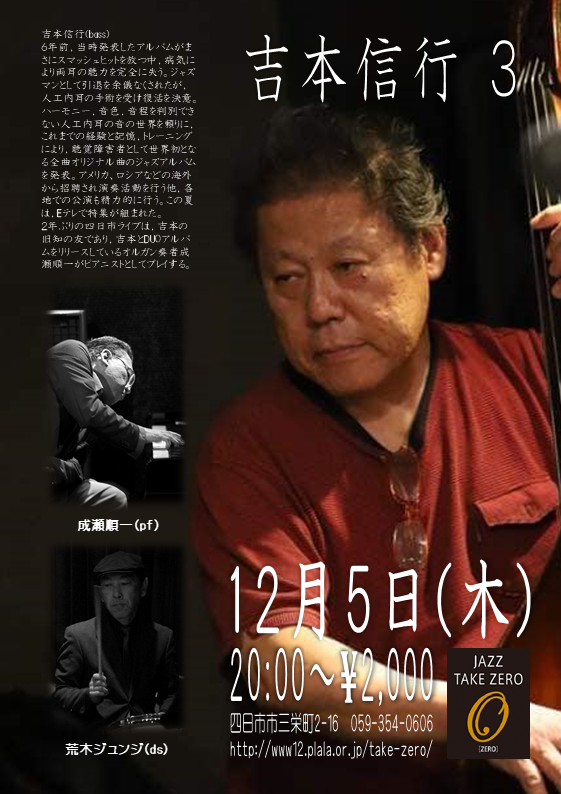 吉本信行(bass)
6年前，当時発表したアルバムがま
さにスマッシュヒットを放つ中，病気に
より両耳の聴力を完全に失う。ジャズ
マンとして引退を余儀なくされたが，
人工内耳の手術を受け復活を決意。
ハーモニー，音色，音程を判別でき
ない人工内耳の音の世界を頼りに，
これまでの経験と記憶，トレーニング
により，聴覚障害者として世界初とな
る全曲オリジナル曲のジャズアルバム
を発表。アメリカ、ロシアなどの海外
から招聘され演奏活動を行う他，各
地での公演も精力的に行う。この夏
は，Eテレで特集が組まれた。
2年ぶりの四日市ライブは，吉本の
旧知の友であり，吉本とDUOアルバ
ムをリリースしているオルガン奏者成
瀬順一がピアニストとしてプレイする。
吉本信行 3
成瀬順一(pf)
荒木ジュンジ(ds)
12月5日(木)
20:00〜¥2,000
四日市市三栄町2-16 059-354-0606
http://www12.plala.or.jp/take-zero/
JAZZ
TAKE ZERO
[ZERO]